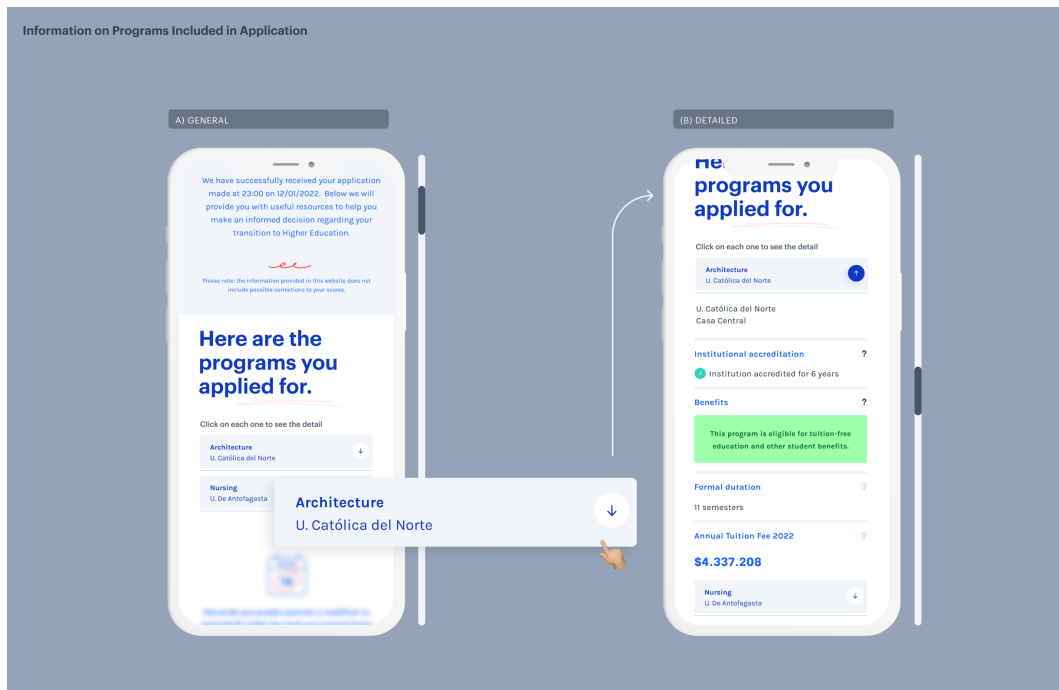 Information on Programs Included in Application
A) GENERAL
We have successfully received your application
made at 23:00 on 12/01/2022. Below we will
provide you with useful resources to help you
make an informed decision regarding your
transition to Higher Education.
Please note: the information provided in this website does not
include possible corrections to your scores.
Here are the
programs you
applied for.
Click on each one to see the detail
Architecture
U. Católica del Norte
Nursing
U. De Antofagasta
Architecture
U. Católica del Norte
(B) DETAILED
programs you
applied for.
Click on each one to see the detail
Architecture
U. Católica del Norte
U. Católica del Norte
Casa Central
Institutional accreditation ?
Institution accredited for 6 years
Benefits ?
This program is eligible for tuition-free
education and other student benefits.
Formal duration ?
11 semesters
Annual Tuition Fee 2022 ?
$4.337.208
Nursing
U. De Antofagasta